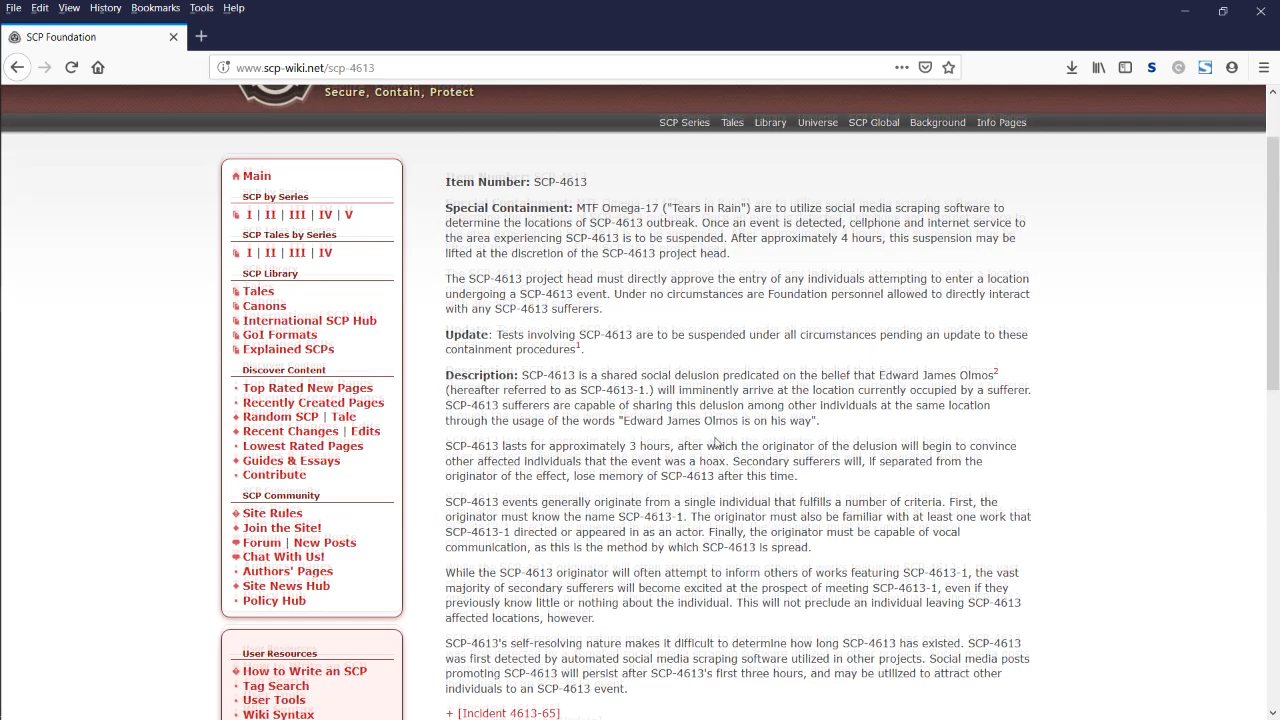 File Edit View History Bookmarks Tools Help
SCP Foundation
www.scp-wiki.net/scp-4613
Secure, Contain, Protect
SCP Series Tales Library Universe SCP Global Background Info Pages
Main
SCP by Series
I | II | III | IV | V
SCP Tales by Series
I | II | III | IV
SCP Library
Tales
Canons
International SCP Hub
GoI Formats
Explained SCPs
Discover Content
Top Rated New Pages
Recently Created Pages
Random SCP | Tale
Recent Changes | Edits
Lowest Rated Pages
Guides & Essays
Contribute
SCP Community
Site Rules
Join the Site!
Forum | New Posts
Chat With Us!
Authors' Pages
Site News Hub
Policy Hub
User Resources
How to Write an SCP
Tag Search
User Tools
Wiki Syntax
Item Number: SCP-4613
Special Containment: MTF Omega-17 ("Tears in Rain") are to utilize social media scraping software to
determine the locations of SCP-4613 outbreak. Once an event is detected, cellphone and internet service to
the area experiencing SCP-4613 is to be suspended. After approximately 4 hours, this suspension may be
lifted at the discretion of the SCP-4613 project head.
The SCP-4613 project head must directly approve the entry of any individuals attempting to enter a location
undergoing a SCP-4613 event. Under no circumstances are Foundation personnel allowed to directly interact
with any SCP-4613 sufferers.
Update: Tests involving SCP-4613 are to be suspended under all circumstances pending an update to these
containment procedures1.
Description: SCP-4613 is a shared social delusion predicated on the belief that Edward James Olmos2
(hereafter referred to as SCP-4613-1.) will imminently arrive at the location currently occupied by a sufferer.
SCP-4613 sufferers are capable of sharing this delusion among other individuals at the same location
through the usage of the words "Edward James Olmos is on his way".
SCP-4613 lasts for approximately 3 hours, after which the originator of the delusion will begin to convince
other affected individuals that the event was a hoax. Secondary sufferers will, if separated from the
originator of the effect, lose memory of SCP-4613 after this time.
SCP-4613 events generally originate from a single individual that fulfills a number of criteria. First, the
originator must know the name SCP-4613-1. The originator must also be familiar with at least one work that
SCP-4613-1 directed or appeared in as an actor. Finally, the originator must be capable of vocal
communication, as this is the method by which SCP-4613 is spread.
While the SCP-4613 originator will often attempt to inform others of works featuring SCP-4613-1, the vast
majority of secondary sufferers will become excited at the prospect of meeting SCP-4613-1, even if they
previously know little or nothing about the individual. This will not preclude an individual leaving SCP-4613
affected locations, however.
SCP-4613's self-resolving nature makes it difficult to determine how long SCP-4613 has existed. SCP-4613
was first detected by automated social media scraping software utilized in other projects. Social media posts
promoting SCP-4613 will persist after SCP-4613's first three hours, and may be utilized to attract other
individuals to an SCP-4613 event.
+ [Incident 4613-65]